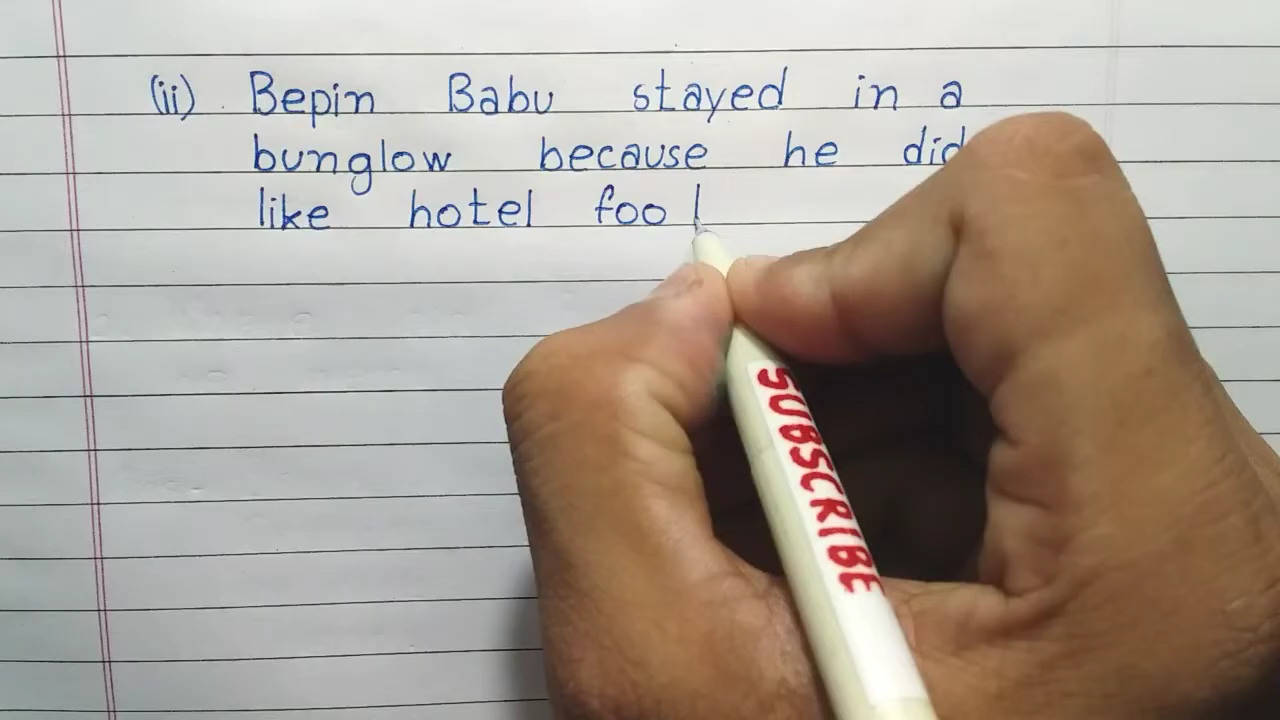 (ii) Bepin Babu stayed in a
bunglow because he did
like hotel foo
SUBSCRIBE